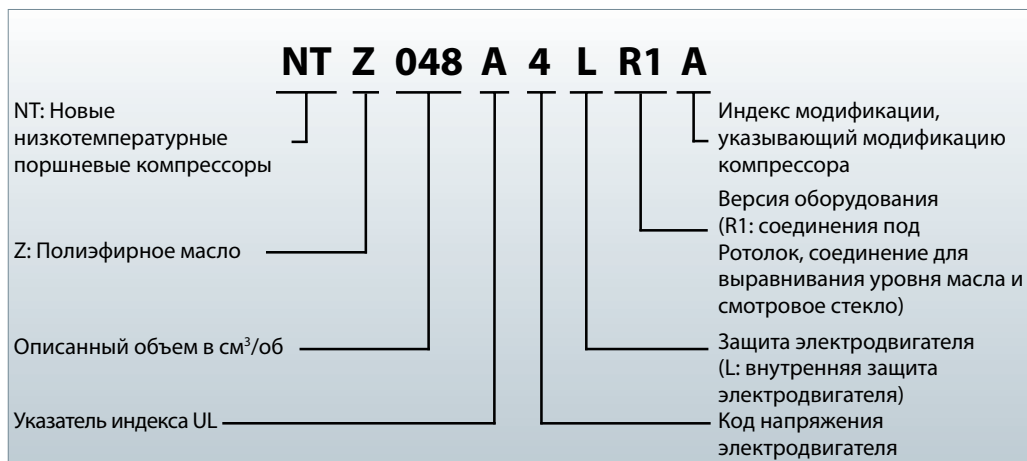 NT Z 048 A 4 L R1 A
NT: Новые
низкотемпературные
поршневые компрессоры
Z: Полиэфирное масло
Описанный объем в см³/об
Указатель индекса UL
Индекс модификации,
указывающий модификацию
компрессора
Версия оборудования
(R1: соединения под
Ротолок, соединение для
выравнивания уровня масла и
смотровое стекло)
Защита электродвигателя
(L: внутренняя защита
электродвигателя)
Код напряжения
электродвигателя